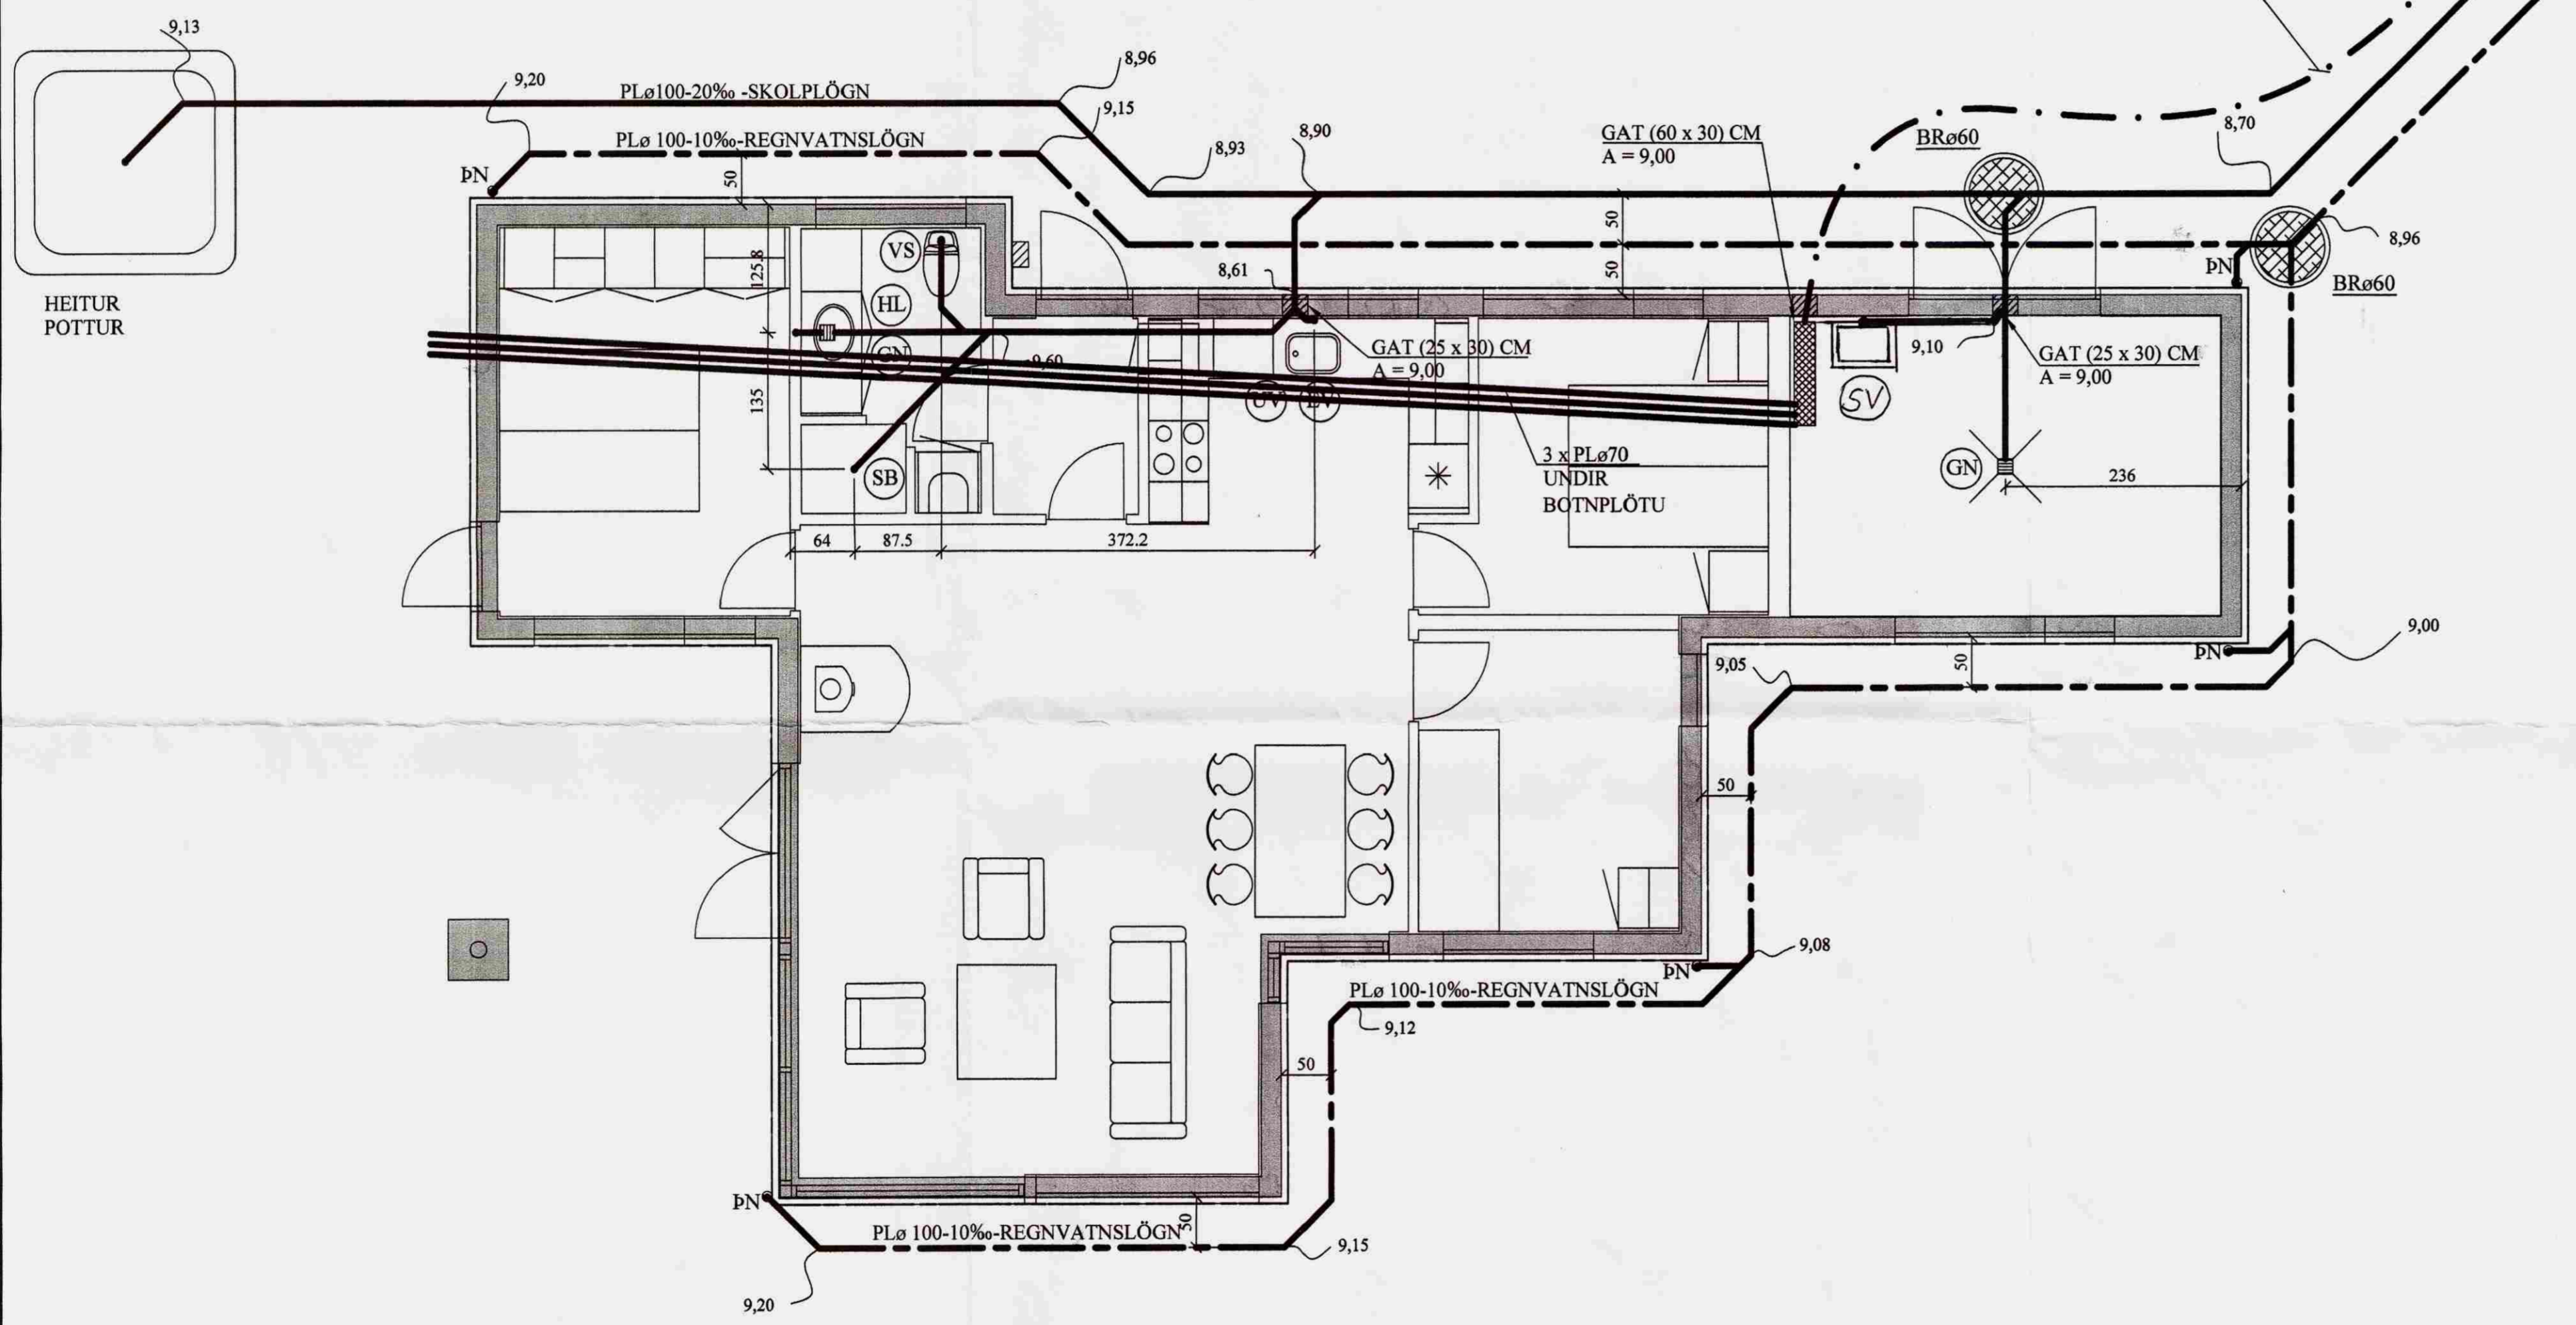 9,13
8,96
9,20
PLø100-20‰ -SKOLPLÖGN
9,15
PLø 100-10‰-REGNVATNSLÖGN
8,93
8,90
GAT (60 x 30) CM
A = 9,00
BRø60
8,70
ÞN
50
50
50
8,96
ÞN
BRø60
HEITUR
POTTUR
125.8
VS
HL
GN
8,61
9,60
135
SB
GAT (25 x 30) CM
A = 9,00
UV
SV
9,10
GAT (25 x 30) CM
A = 9,00
3 x PLø70
UNDIR
BOTNPLÖTU
GN
236
64
87.5
372.2
9,00
ÞN
9,05
50
50
9,08
ÞN
PLø 100-10‰-REGNVATNSLÖGN
9,12
50
ÞN
PLø 100-10‰-REGNVATNSLÖGN
50
9,15
9,20